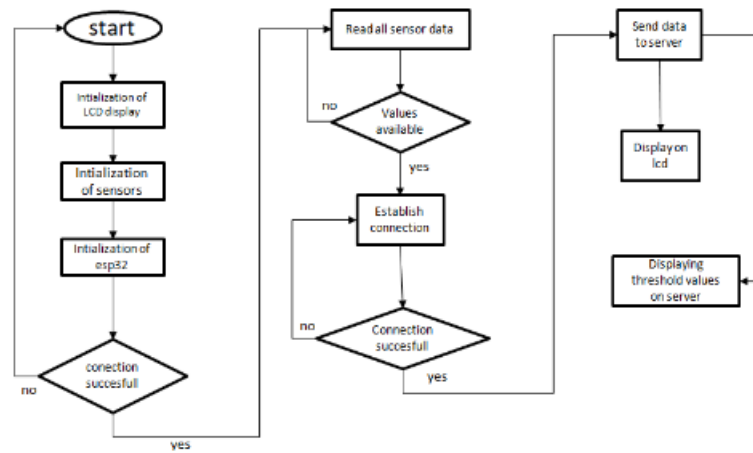 start
Intialization of
LCD display
Intialization
of sensors
Intialization of
esp32
conection
succesfull
no
yes
Read all sensor data
no
Values
available
yes
Establish
connection
no
Connection
succesfull
yes
Send data
to server
Display on
lcd
Displaying
threshold values
on server